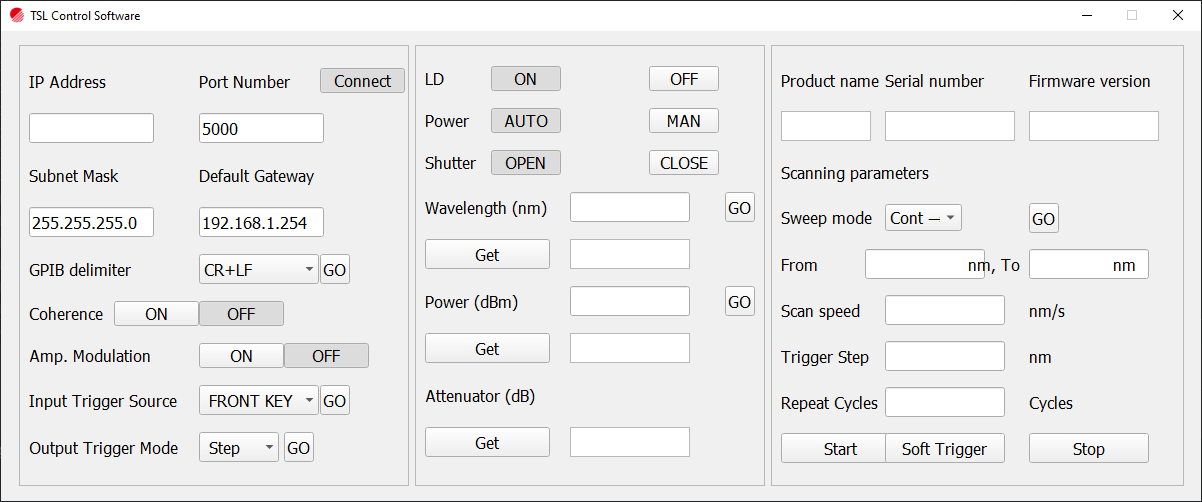 TSL Control Software
IP Address Port Number Connect
5000
Subnet Mask Default Gateway
255.255.255.0 192.168.1.254
GPIB delimiter CR+LF GO
Coherence ON OFF
Amp. Modulation ON OFF
Input Trigger Source FRONT KEY GO
Output Trigger Mode Step GO
LD ON OFF
Power AUTO MAN
Shutter OPEN CLOSE
Wavelength (nm) GO
Get
Power (dBm) GO
Get
Attenuator (dB)
Get
Product name Serial number Firmware version
Scanning parameters
Sweep mode Cont — GO
From nm, To nm
Scan speed nm/s
Trigger Step nm
Repeat Cycles Cycles
Start Soft Trigger Stop